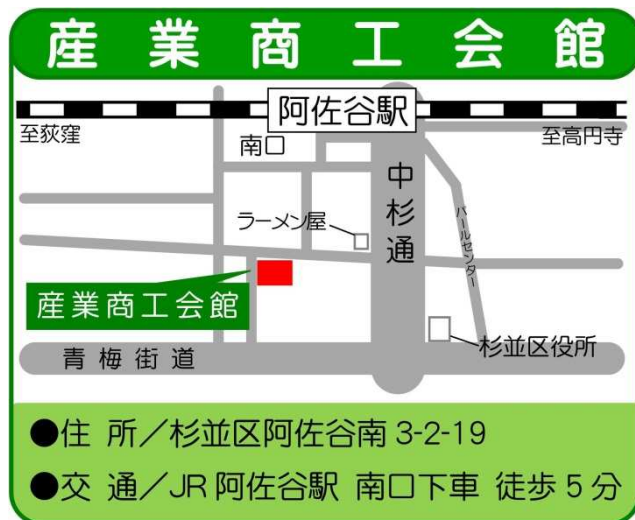 産業商工会館
阿佐谷駅
至荻窪
南口
至高円寺
中杉通
ラーメン屋
パールセンター
産業商工会館
杉並区役所
青梅街道
●住 所／杉並区阿佐谷南 3-2-19
●交 通／JR 阿佐谷駅 南口下車 徒歩 5 分